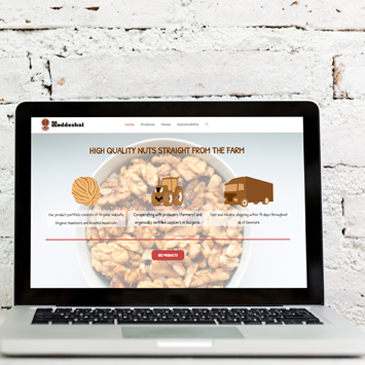 Noddeskal
Home Products About Sustainability
HIGH QUALITY NUTS STRAIGHT FROM THE FARM
Our product portfolio consists of Organic walnuts, Organic hazelnuts and Roasted hazelnuts
Co-operating with producers (farmers) and organically certified suppliers in Bulgaria
Fast and reliable shipping within 10 days throughout all of Denmark
SEE PRODUCTS